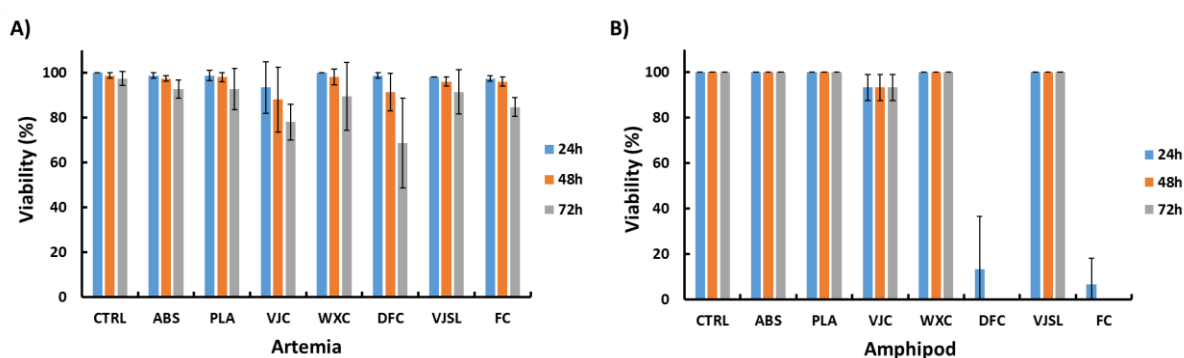 A)
Viability (%)
100
80
60
40
20
0
CTRL ABS PLA VJC WXC DFC VJSL FC
Artemia
24h
48h
72h
B)
Viability (%)
100
80
60
40
20
0
CTRL ABS PLA VJC WXC DFC VJSL FC
Amphipod
24h
48h
72h